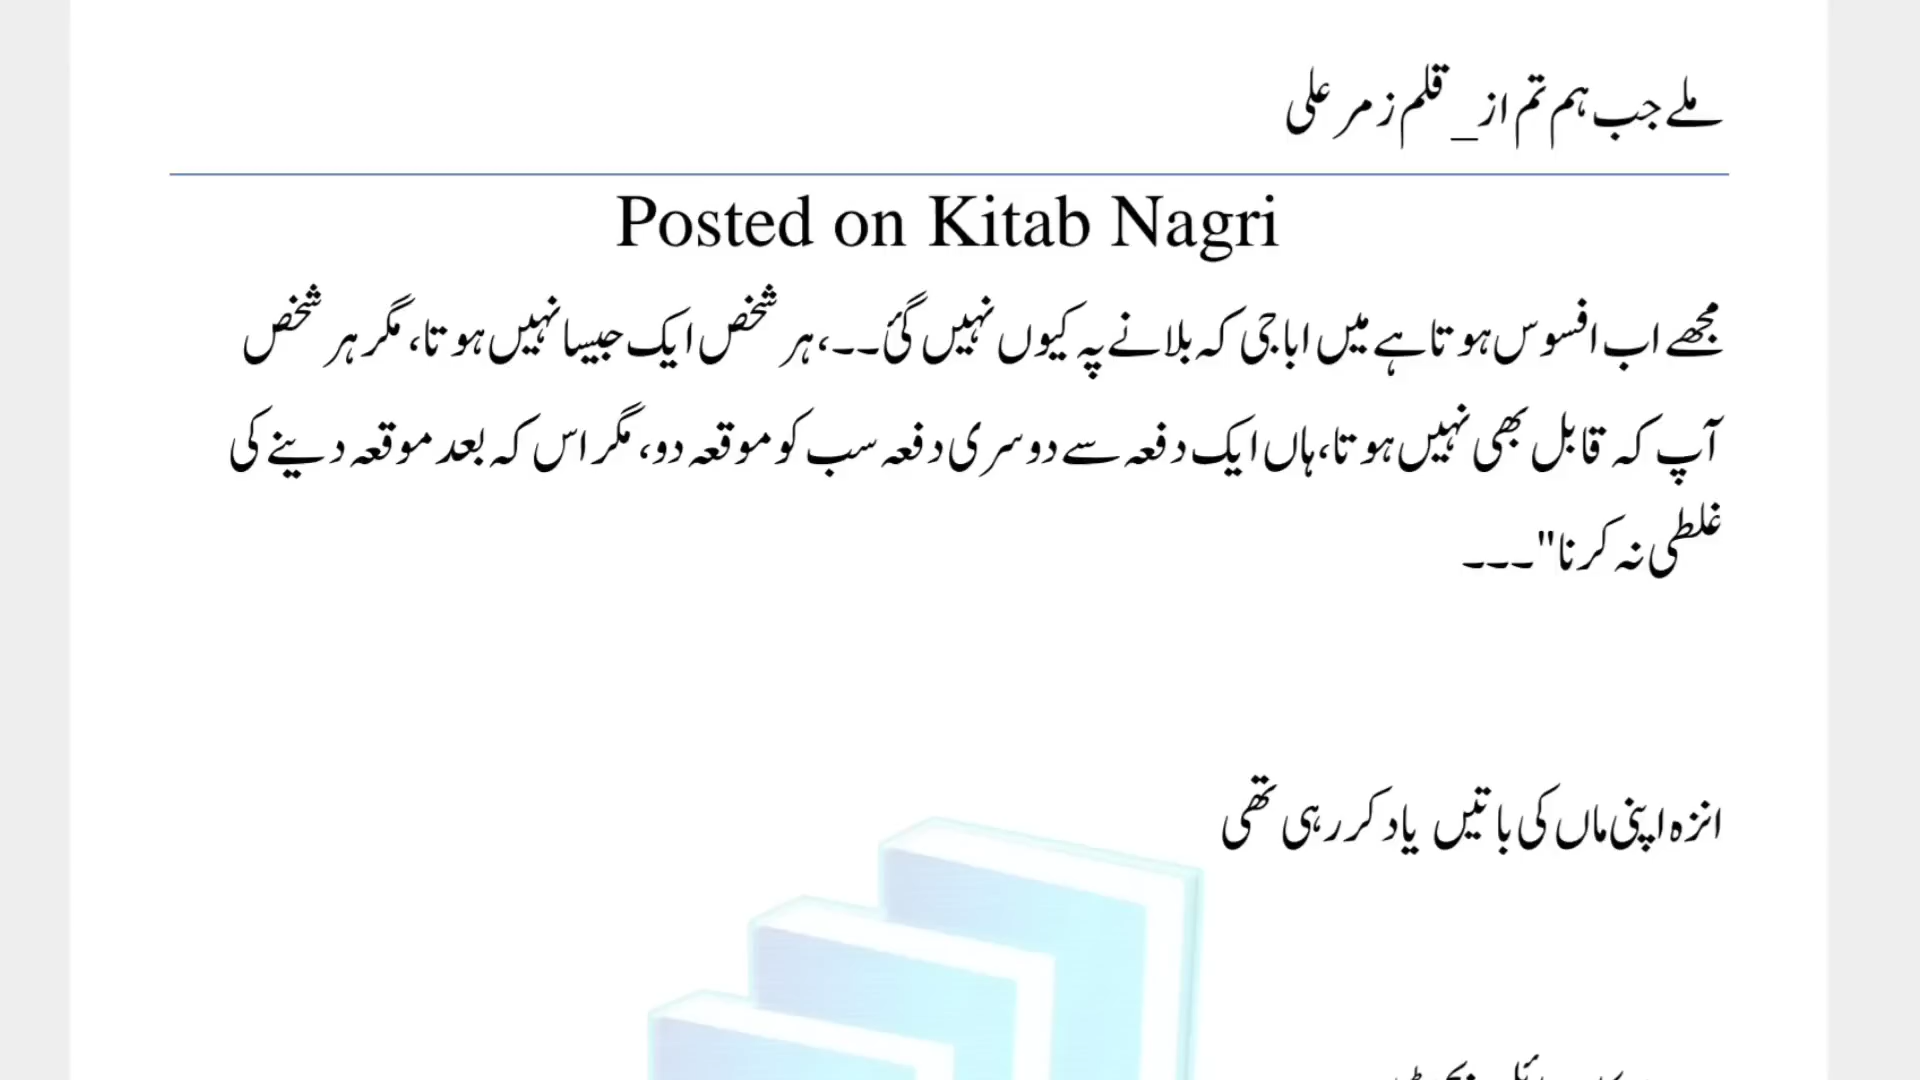 ملے جب ہم تم از_ قلم زمر علی
Posted on Kitab Nagri
مجھے اب افسوس ہوتا ہے میں اباجی کہ بلانے پہ کیوں نہیں گئ۔۔،ہر شخص ایک جیسا نہیں ہوتا، مگر ہر شخص
آپ کہ قابل بھی نہیں ہوتا،ہاں ایک دفعہ سے دوسری دفعہ سب کو موقعہ دو، مگر اس کہ بعد موقعہ دینے کی
غلطی نہ کرنا"۔۔۔
انزہ اپنی ماں کی باتیں یاد کر رہی تھی